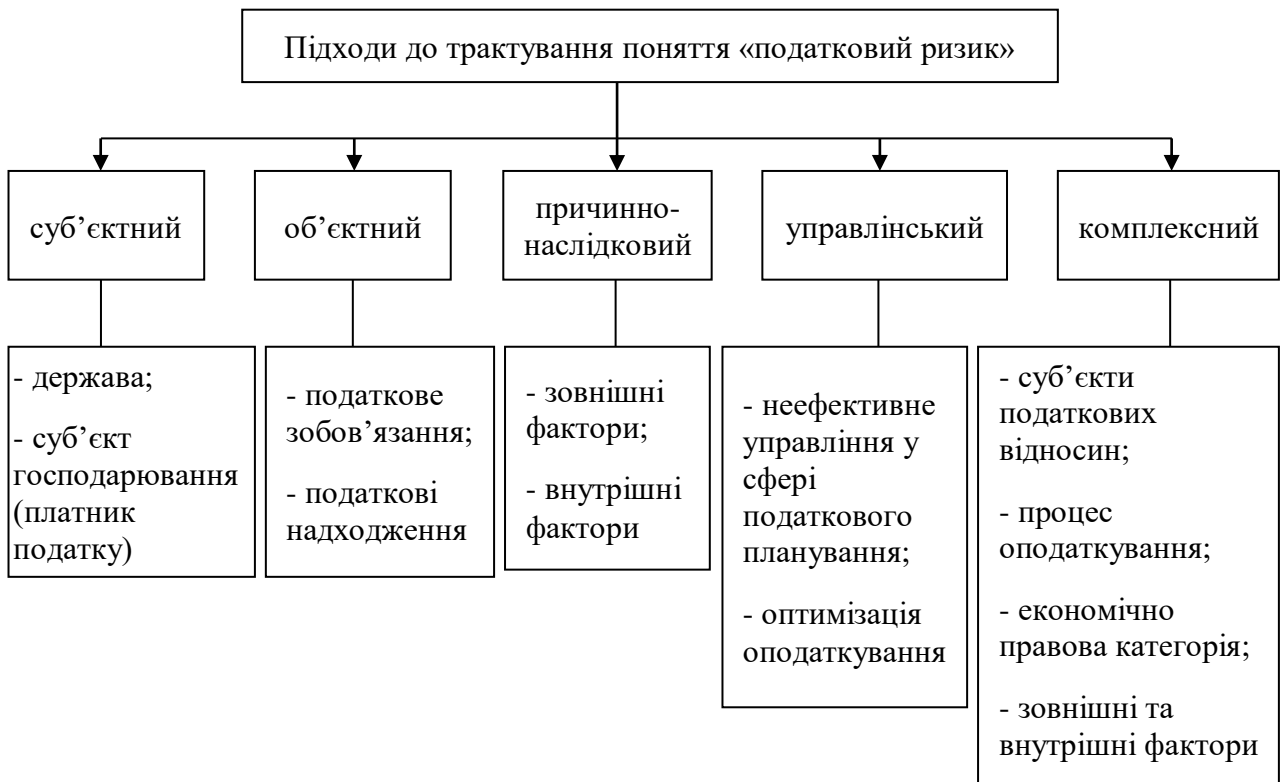 Підходи до трактування поняття «податковий ризик»
суб’єктний
об’єктний
причинно-
наслідковий
управлінський
комплексний
- держава;
- суб’єкт
господарювання
(платник
податку)
- податкове
зобов’язання;
- податкові
надходження
- зовнішні
фактори;
- внутрішні
фактори
- неефективне
управління у
сфері
податкового
планування;
- оптимізація
оподаткування
- суб’єкти
податкових
відносин;
- процес
оподаткування;
- економічно
правова категорія;
- зовнішні та
внутрішні фактори